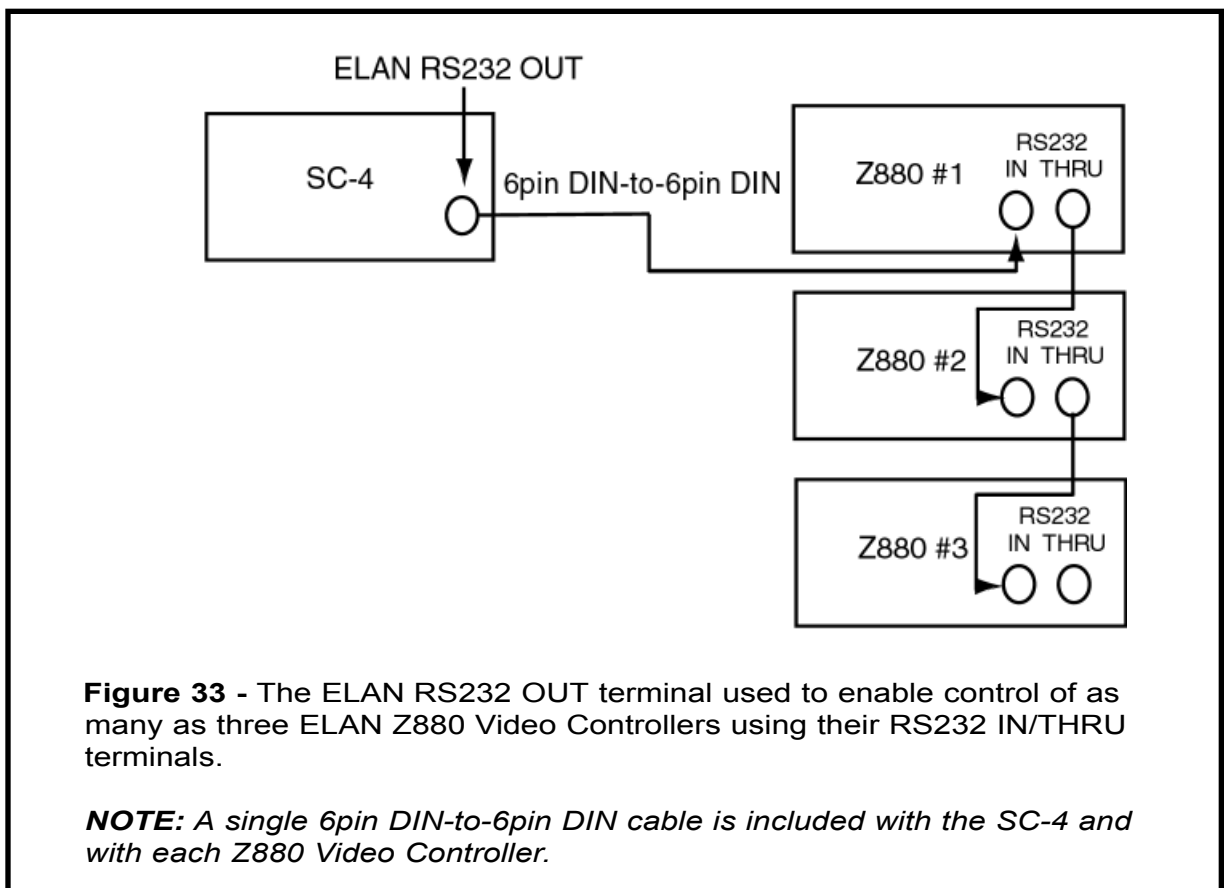 ELAN RS232 OUT
SC-4
6pin DIN-to-6pin DIN
Z880 #1
RS232
IN THRU
Z880 #2
RS232
IN THRU
Z880 #3
RS232
IN THRU
Figure 33 - The ELAN RS232 OUT terminal used to enable control of as
many as three ELAN Z880 Video Controllers using their RS232 IN/THRU
terminals.
NOTE: A single 6pin DIN-to-6pin DIN cable is included with the SC-4 and
with each Z880 Video Controller.